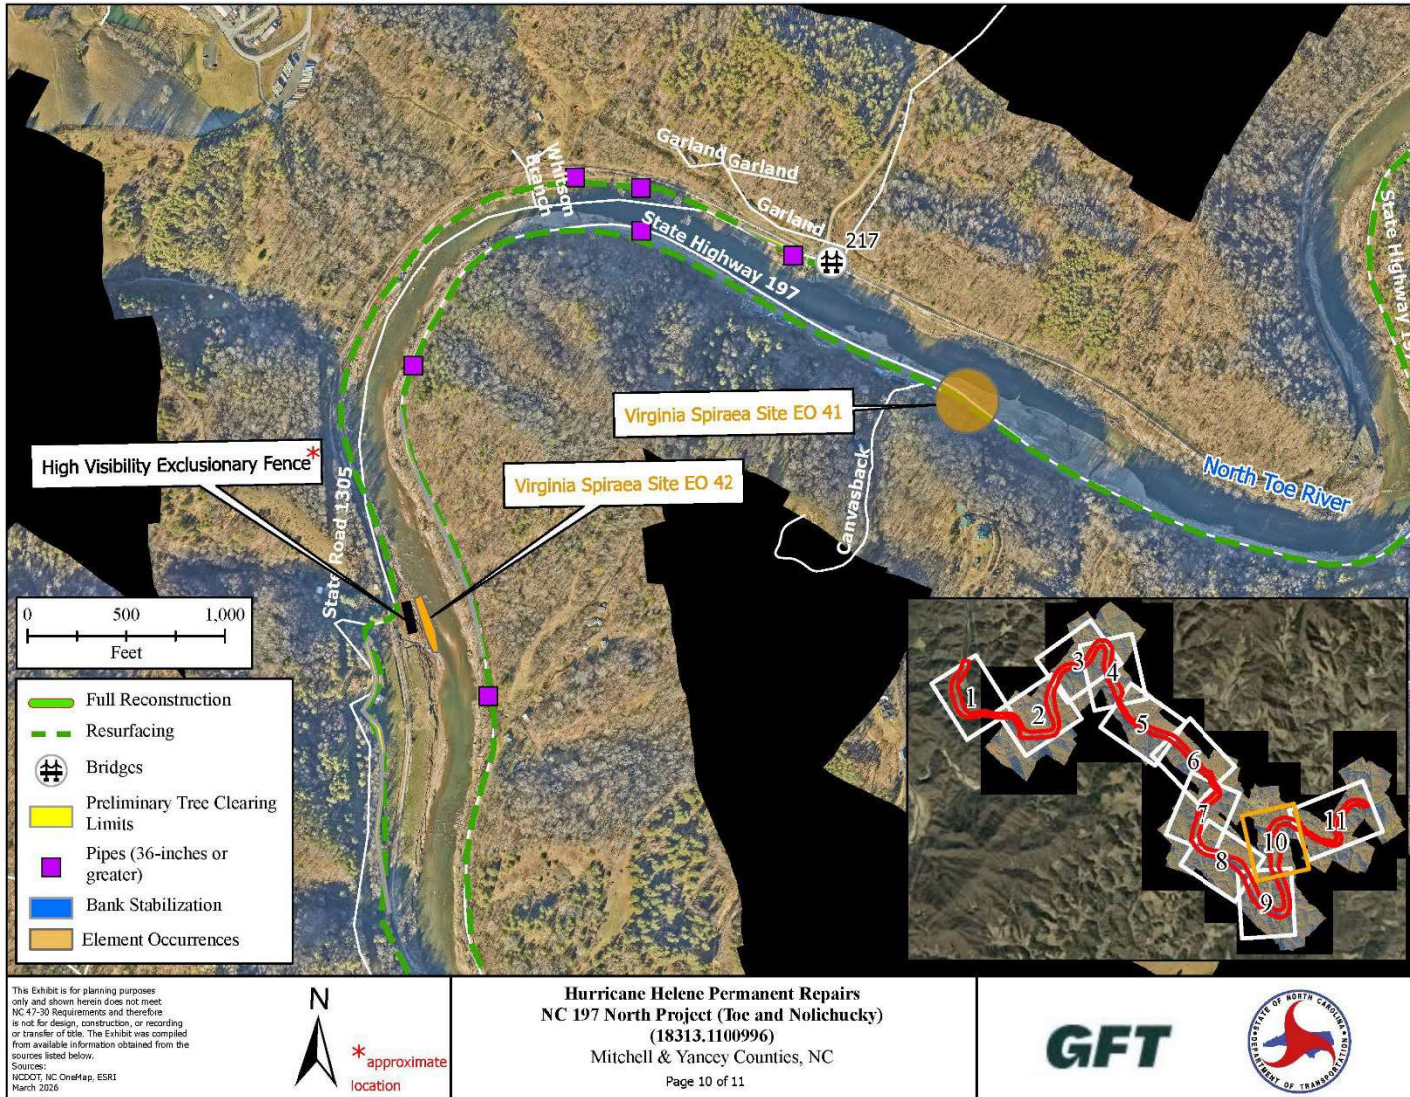 Garland
Garland
Whitson
Branch
Garland
217
State Highway 197
State Highway 19
Virginia Spiraea Site EO 41
High Visibility Exclusionary Fence*
Virginia Spiraea Site EO 42
North Toe River
Canvasback
State Road 1305
0 500 1,000
Feet
Full Reconstruction
Resurfacing
Bridges
Preliminary Tree Clearing
Limits
Pipes (36-inches or
greater)
Bank Stabilization
Element Occurrences
1
2
3
4
5
6
7
8
9
10
11
This Exhibit is for planning purposes
only and shown herein does not meet
NC 47-30 Requirements and therefore
is not for design, construction, or recording
or transfer of title. The Exhibit was compiled
from available information obtained from the
sources listed below.
Sources:
NCDOT, NC OneMap, ESRI
March 2026
N
*approximate
location
Hurricane Helene Permanent Repairs
NC 197 North Project (Toe and Nolichucky)
(18313.1100996)
Mitchell & Yancey Counties, NC
Page 10 of 11
GFT
STATE OF NORTH CAROLINA
DEPARTMENT OF TRANSPORTATION